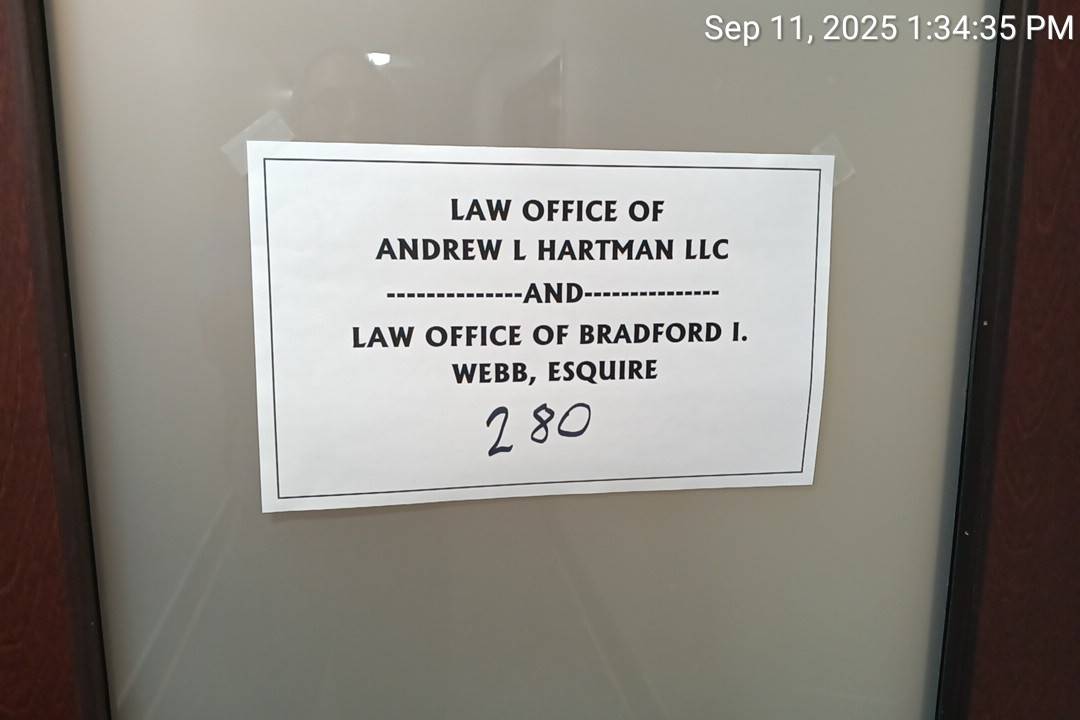 Sep 11, 2025 1:34:35 PM
LAW OFFICE OF
ANDREW L HARTMAN LLC
--------------AND---------------
LAW OFFICE OF BRADFORD I.
WEBB, ESQUIRE
280